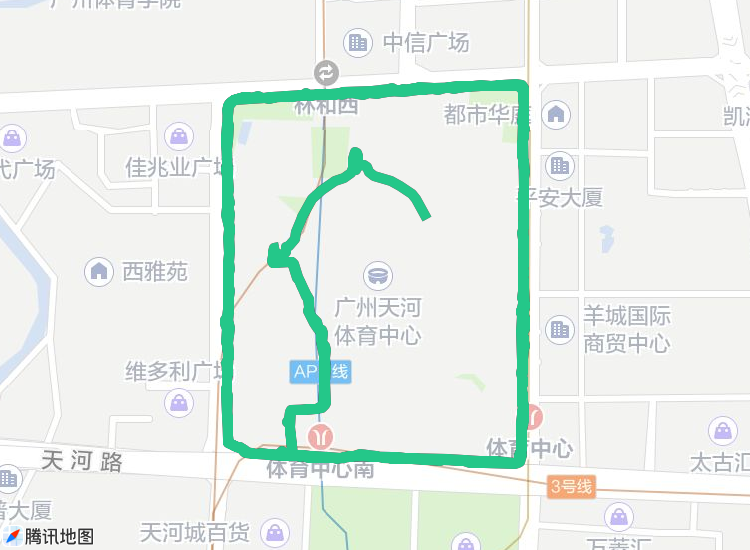 广州体育学院
中信广场
林和西
都市华庭
凯
代广场
佳兆业广场
平安大厦
西雅苑
广州天河
体育中心
羊城国际
商贸中心
维多利广场
AP
线
天河路
体育中心南
体育中心
太古汇
3号线
普大厦
天河城百货
万菱汇
腾讯地图